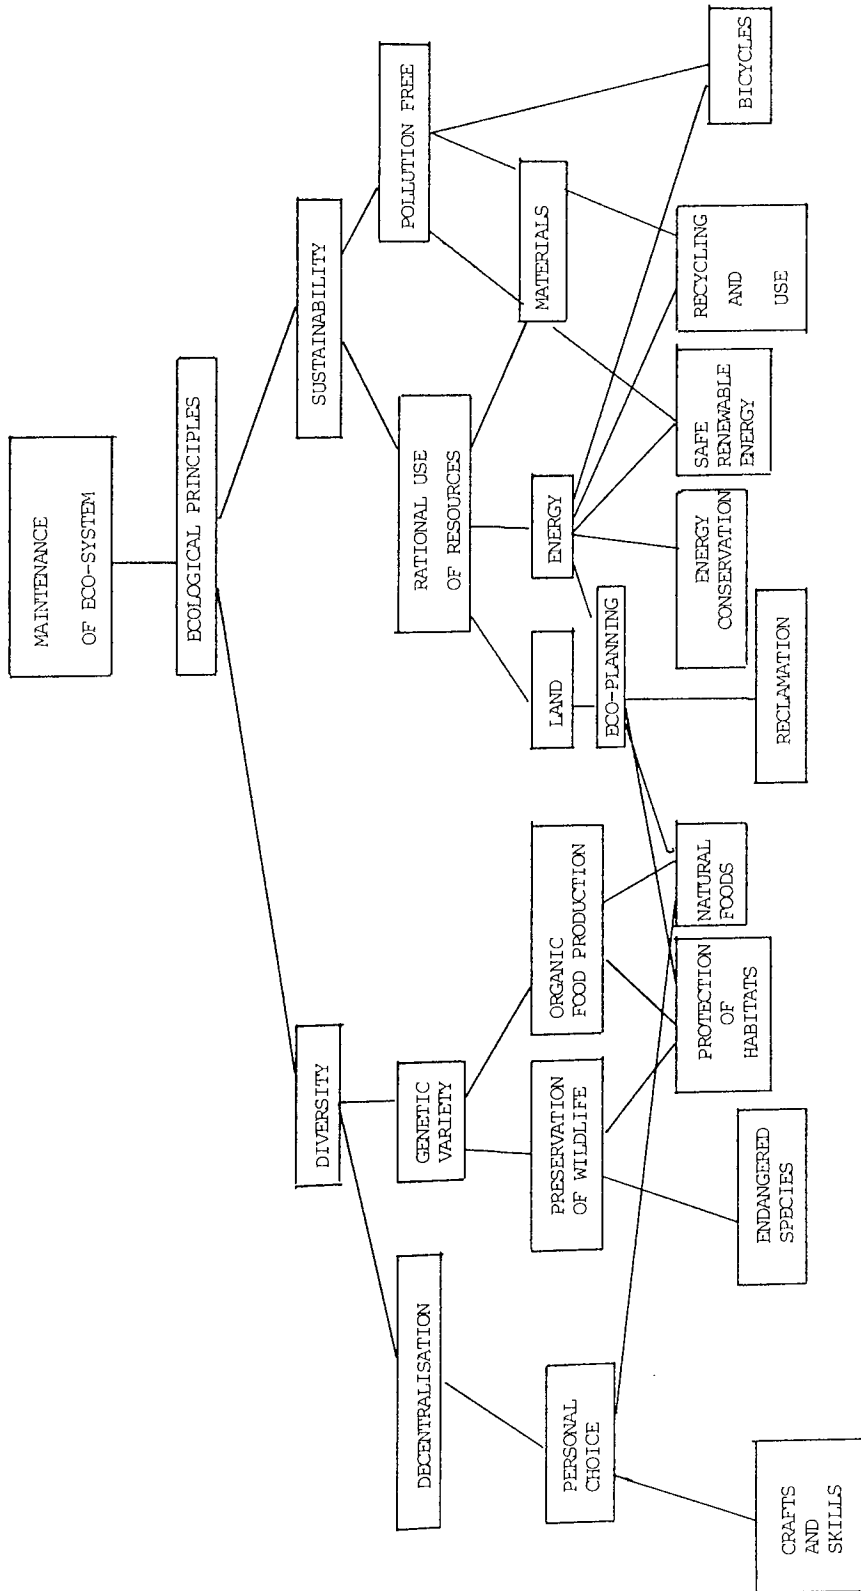 MAINTENANCE
OF ECO-SYSTEM
ECOLOGICAL PRINCIPLES
DIVERSITY
SUSTAINABILITY
DECENTRALISATION
GENETIC
VARIETY
RATIONAL USE
OF RESOURCES
POLLUTION FREE
PERSONAL
CHOICE
PRESERVATION
OF WILDLIFE
ORGANIC
FOOD PRODUCTION
LAND
ENERGY
MATERIALS
ECO-PLANNING
CRAFTS
AND
SKILLS
ENDANGERED
SPECIES
PROTECTION
OF
HABITATS
NATURAL
FOODS
RECLAMATION
ENERGY
CONSERVATION
SAFE
RENEWABLE
ENERGY
RECYCLING
AND
USE
BICYCLES